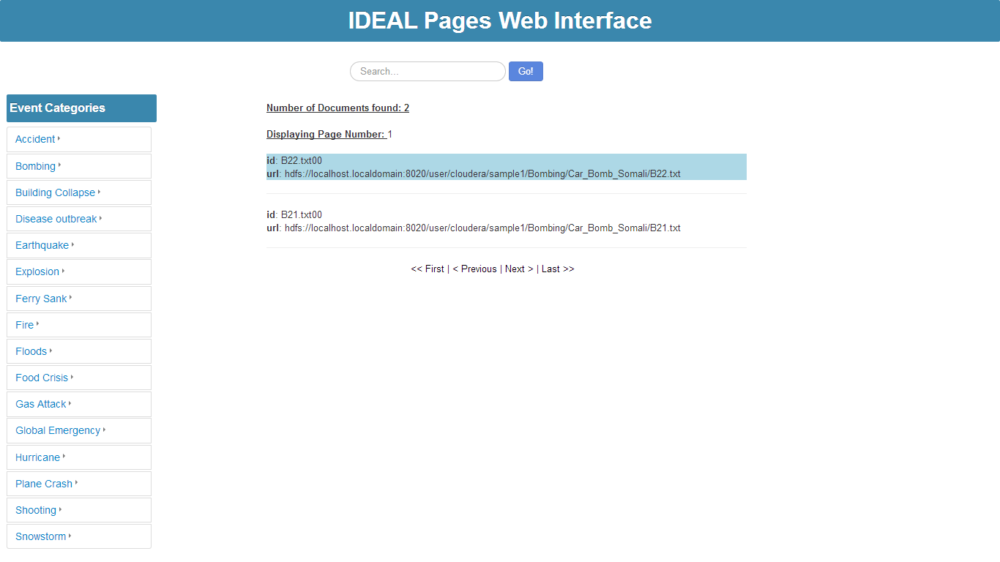 IDEAL Pages Web Interface
Search...
Go!
Event Categories
Accident
Bombing
Building Collapse
Disease outbreak
Earthquake
Explosion
Ferry Sank
Fire
Floods
Food Crisis
Gas Attack
Global Emergency
Hurricane
Plane Crash
Shooting
Snowstorm
Number of Documents found: 2
Displaying Page Number: 1
id: B22.txt00
url: hdfs://localhost.localdomain:8020/user/cloudera/sample1/Bombing/Car_Bomb_Somali/B22.txt
id: B21.txt00
url: hdfs://localhost.localdomain:8020/user/cloudera/sample1/Bombing/Car_Bomb_Somali/B21.txt
<< First | < Previous | Next > | Last >>